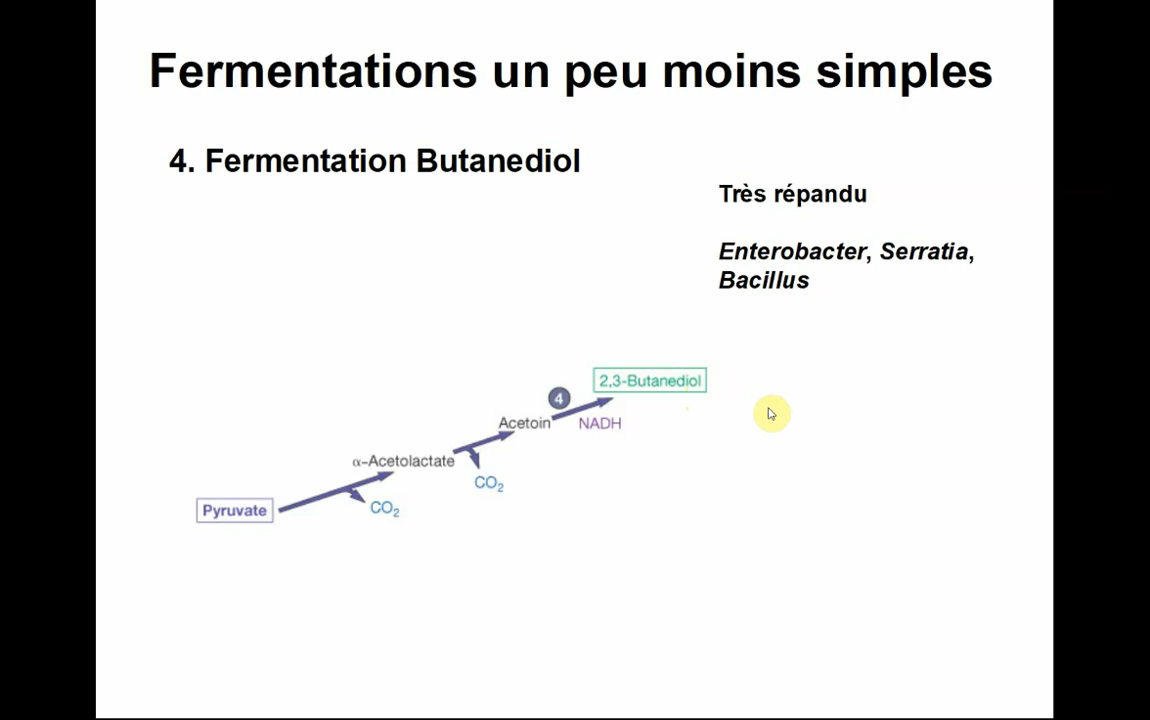 Fermentations un peu moins simples
4. Fermentation Butanediol
Très répandu
Enterobacter, Serratia,
Bacillus
2,3-Butanediol
4
Acetoin
NADH
α-Acetolactate
CO₂
Pyruvate
CO₂